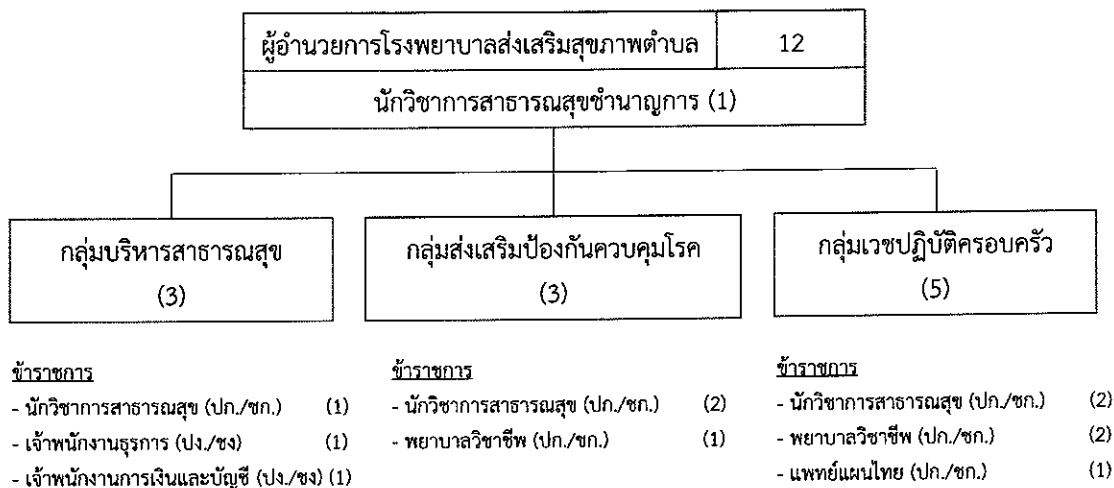 ผู้อำนวยการโรงพยาบาลส่งเสริมสุขภาพตำบล 12
นักวิชาการสาธารณสุขชำนาญการ (1)
กลุ่มบริหารสาธารณสุข
(3)
กลุ่มส่งเสริมป้องกันควบคุมโรค
(3)
กลุ่มเวชปฏิบัติครอบครัว
(5)
ข้าราชการ
- นักวิชาการสาธารณสุข (ปก./ชก.) (1)
- เจ้าพนักงานธุรการ (ปง./ชง) (1)
- เจ้าพนักงานการเงินและบัญชี (ปง./ชง) (1)
ข้าราชการ
- นักวิชาการสาธารณสุข (ปก./ชก.) (2)
- พยาบาลวิชาชีพ (ปก./ชก.) (1)
ข้าราชการ
- นักวิชาการสาธารณสุข (ปก./ชก.) (2)
- พยาบาลวิชาชีพ (ปก./ชก.) (2)
- แพทย์แผนไทย (ปก./ชก.) (1)